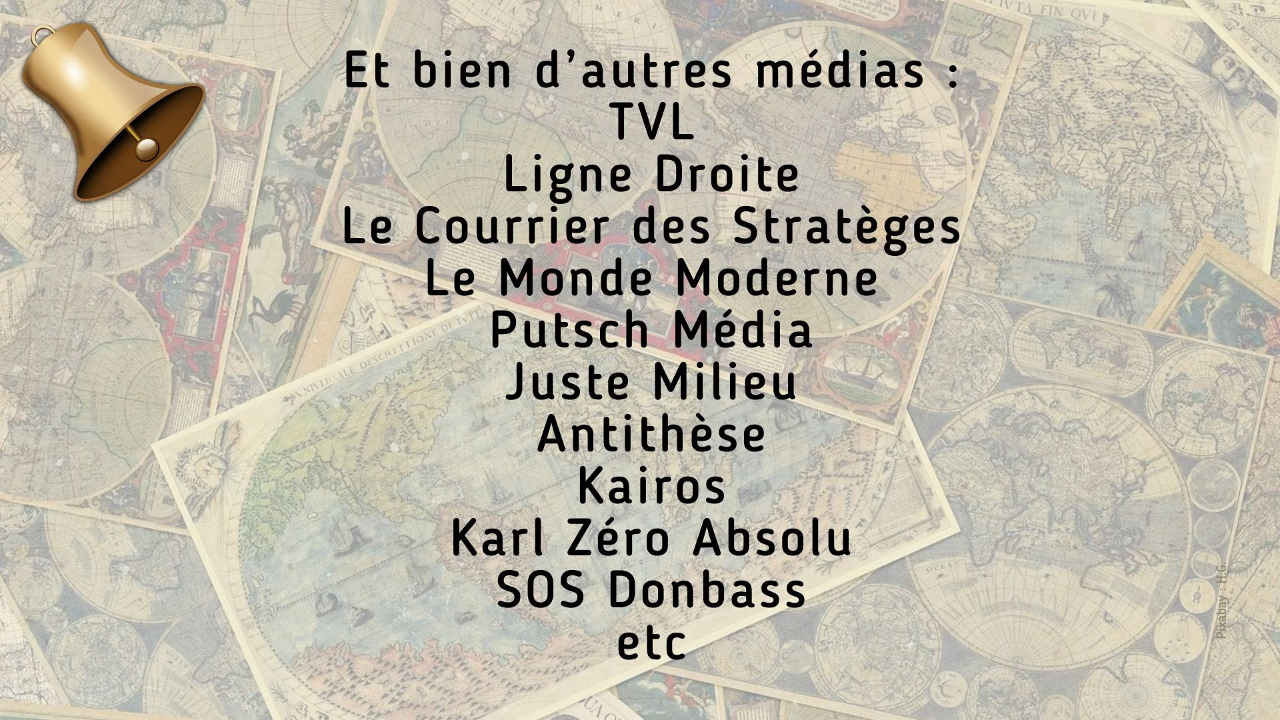 Et bien d’autres médias :
TVL
Ligne Droite
Le Courrier des Stratèges
Le Monde Moderne
Putsch Média
Juste Milieu
Antithèse
Kairos
Karl Zéro Absolu
SOS Donbass
etc
Pixabay : H.G.